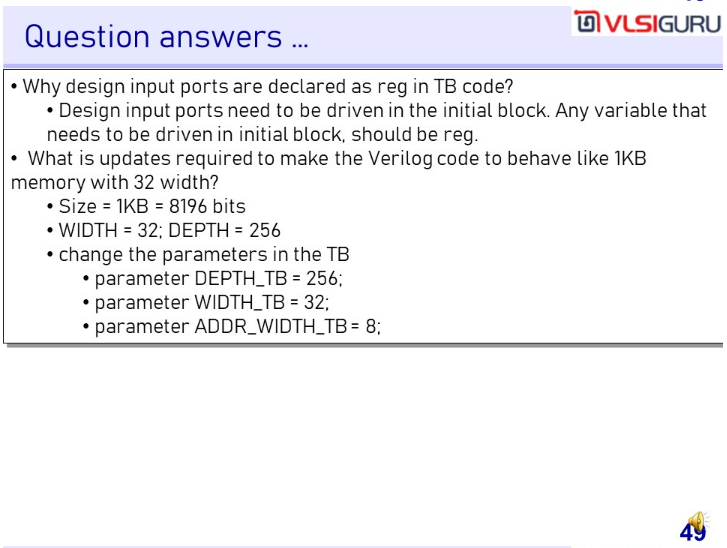 VLSIGURU
Question answers ...
• Why design input ports are declared as reg in TB code?
• Design input ports need to be driven in the initial block. Any variable that
needs to be driven in initial block, should be reg.
• What is updates required to make the Verilog code to behave like 1KB
memory with 32 width?
• Size = 1KB = 8196 bits
• WIDTH = 32; DEPTH = 256
• change the parameters in the TB
• parameter DEPTH_TB = 256;
• parameter WIDTH_TB = 32;
• parameter ADDR_WIDTH_TB = 8;
49